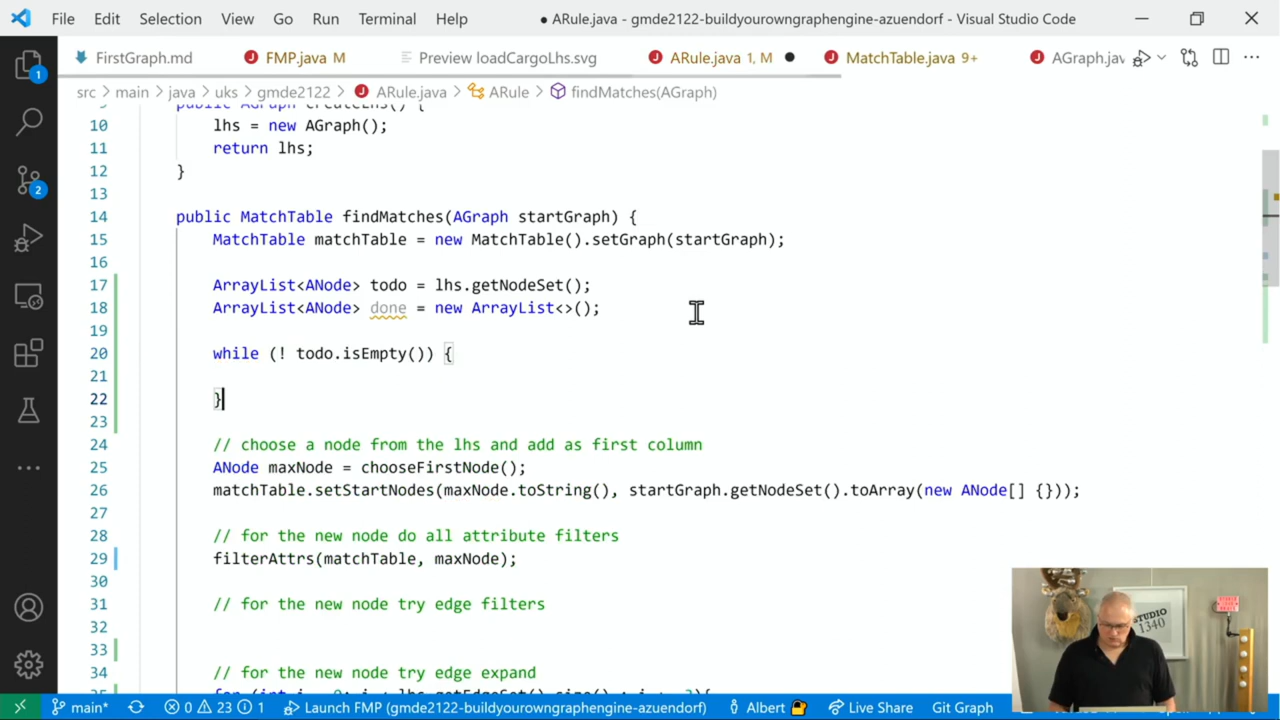 File Edit Selection View Go Run Terminal Help ● ARule.java - gmde2122-buildyourowngraphengine-azuendorf - Visual Studio Code
FirstGraph.md FMP.java M Preview loadCargoLhs.svg ARule.java 1, M ● MatchTable.java 9+ AGraph.jav
src > main > java > uks > gmde2122 > ARule.java > ARule > findMatches(AGraph)
10 lhs = new AGraph();
11 return lhs;
12 }
13
14 public MatchTable findMatches(AGraph startGraph) {
15 MatchTable matchTable = new MatchTable().setGraph(startGraph);
16
17 ArrayList<ANode> todo = lhs.getNodeSet();
18 ArrayList<ANode> done = new ArrayList<>();
19
20 while (! todo.isEmpty()) {
21
22 }
23
24 // choose a node from the lhs and add as first column
25 ANode maxNode = chooseFirstNode();
26 matchTable.setStartNodes(maxNode.toString(), startGraph.getNodeSet().toArray(new ANode[] {}));
27
28 // for the new node do all attribute filters
29 filterAttrs(matchTable, maxNode);
30
31 // for the new node try edge filters
32
33
34 // for the new node try edge expand
1
2
STUDIO
1340
main* 0 23 1 Launch FMP (gmde2122-buildyourowngraphengine-azuendorf) Albert Live Share Git Graph